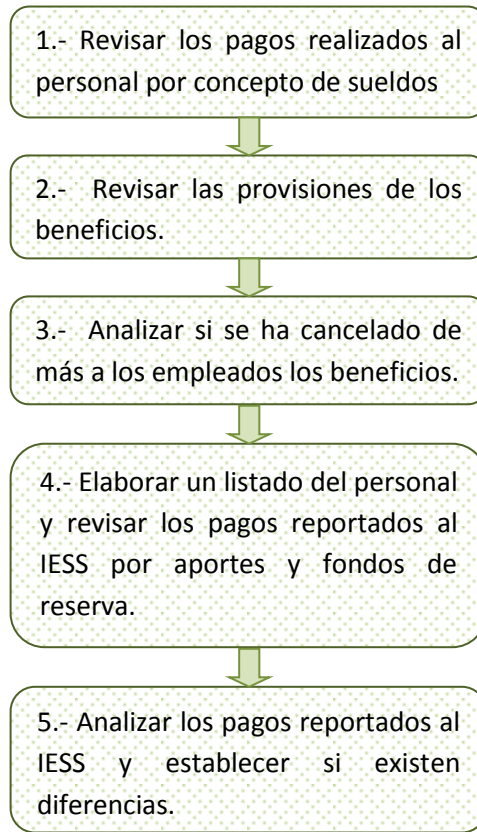 1.- Revisar los pagos realizados al
personal por concepto de sueldos
2.- Revisar las provisiones de los
beneficios.
3.- Analizar si se ha cancelado de
más a los empleados los beneficios.
4.- Elaborar un listado del personal
y revisar los pagos reportados al
IESS por aportes y fondos de
reserva.
5.- Analizar los pagos reportados al
IESS y establecer si existen
diferencias.